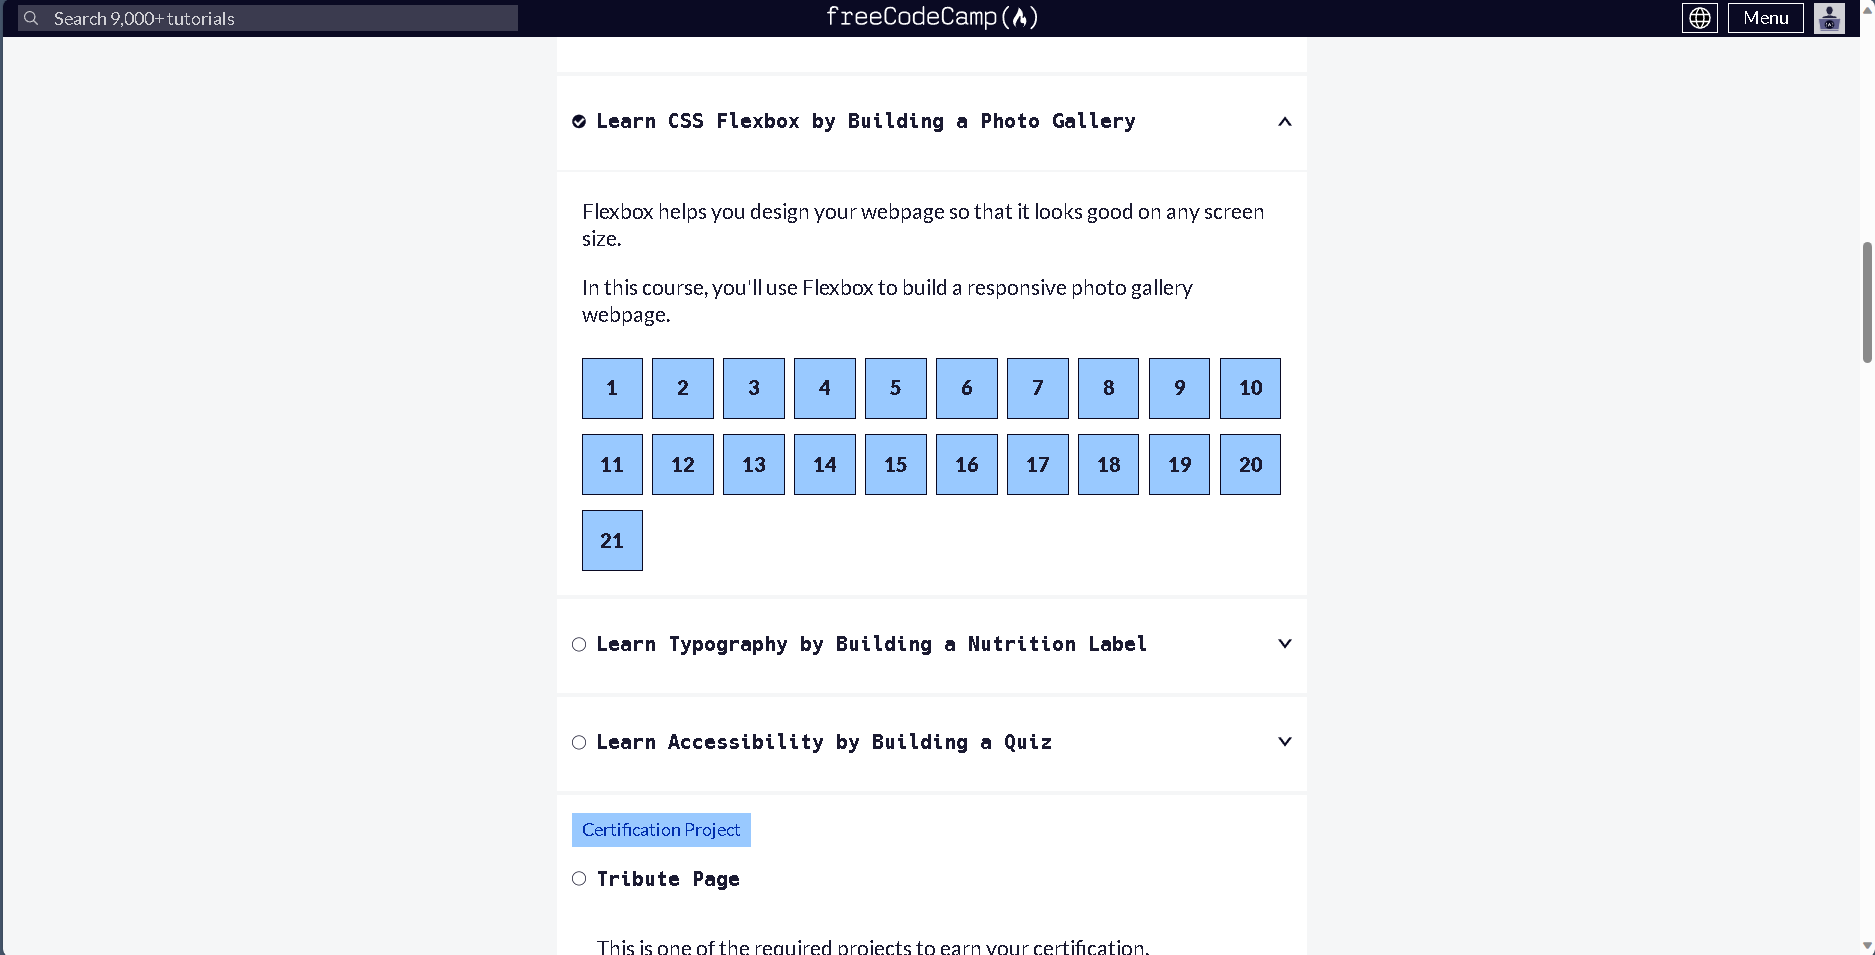 Search 9,000+ tutorials
freeCodeCamp
Menu
Learn CSS Flexbox by Building a Photo Gallery
Flexbox helps you design your webpage so that it looks good on any screen
size.
In this course, you'll use Flexbox to build a responsive photo gallery
webpage.
1 2 3 4 5 6 7 8 9 10
11 12 13 14 15 16 17 18 19 20
21
Learn Typography by Building a Nutrition Label
Learn Accessibility by Building a Quiz
Certification Project
Tribute Page
This is one of the required projects to earn your certification.